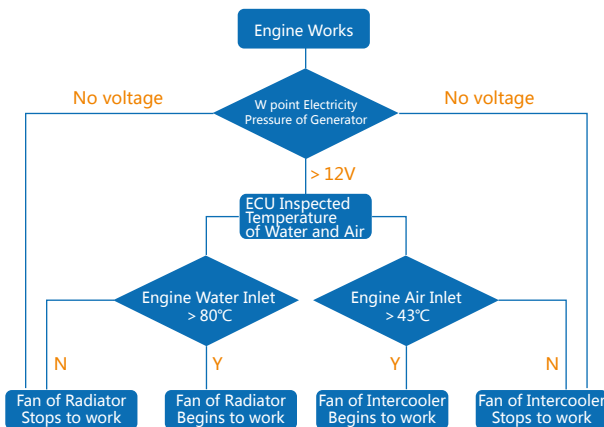 Engine Works
No voltage
W point Electricity
Pressure of Generator
No voltage
> 12V
ECU Inspected
Temperature
of Water and Air
Engine Water Inlet
> 80℃
Engine Air Inlet
> 43℃
N
Y
Y
N
Fan of Radiator
Stops to work
Fan of Radiator
Begins to work
Fan of Intercooler
Begins to work
Fan of Intercooler
Stops to work